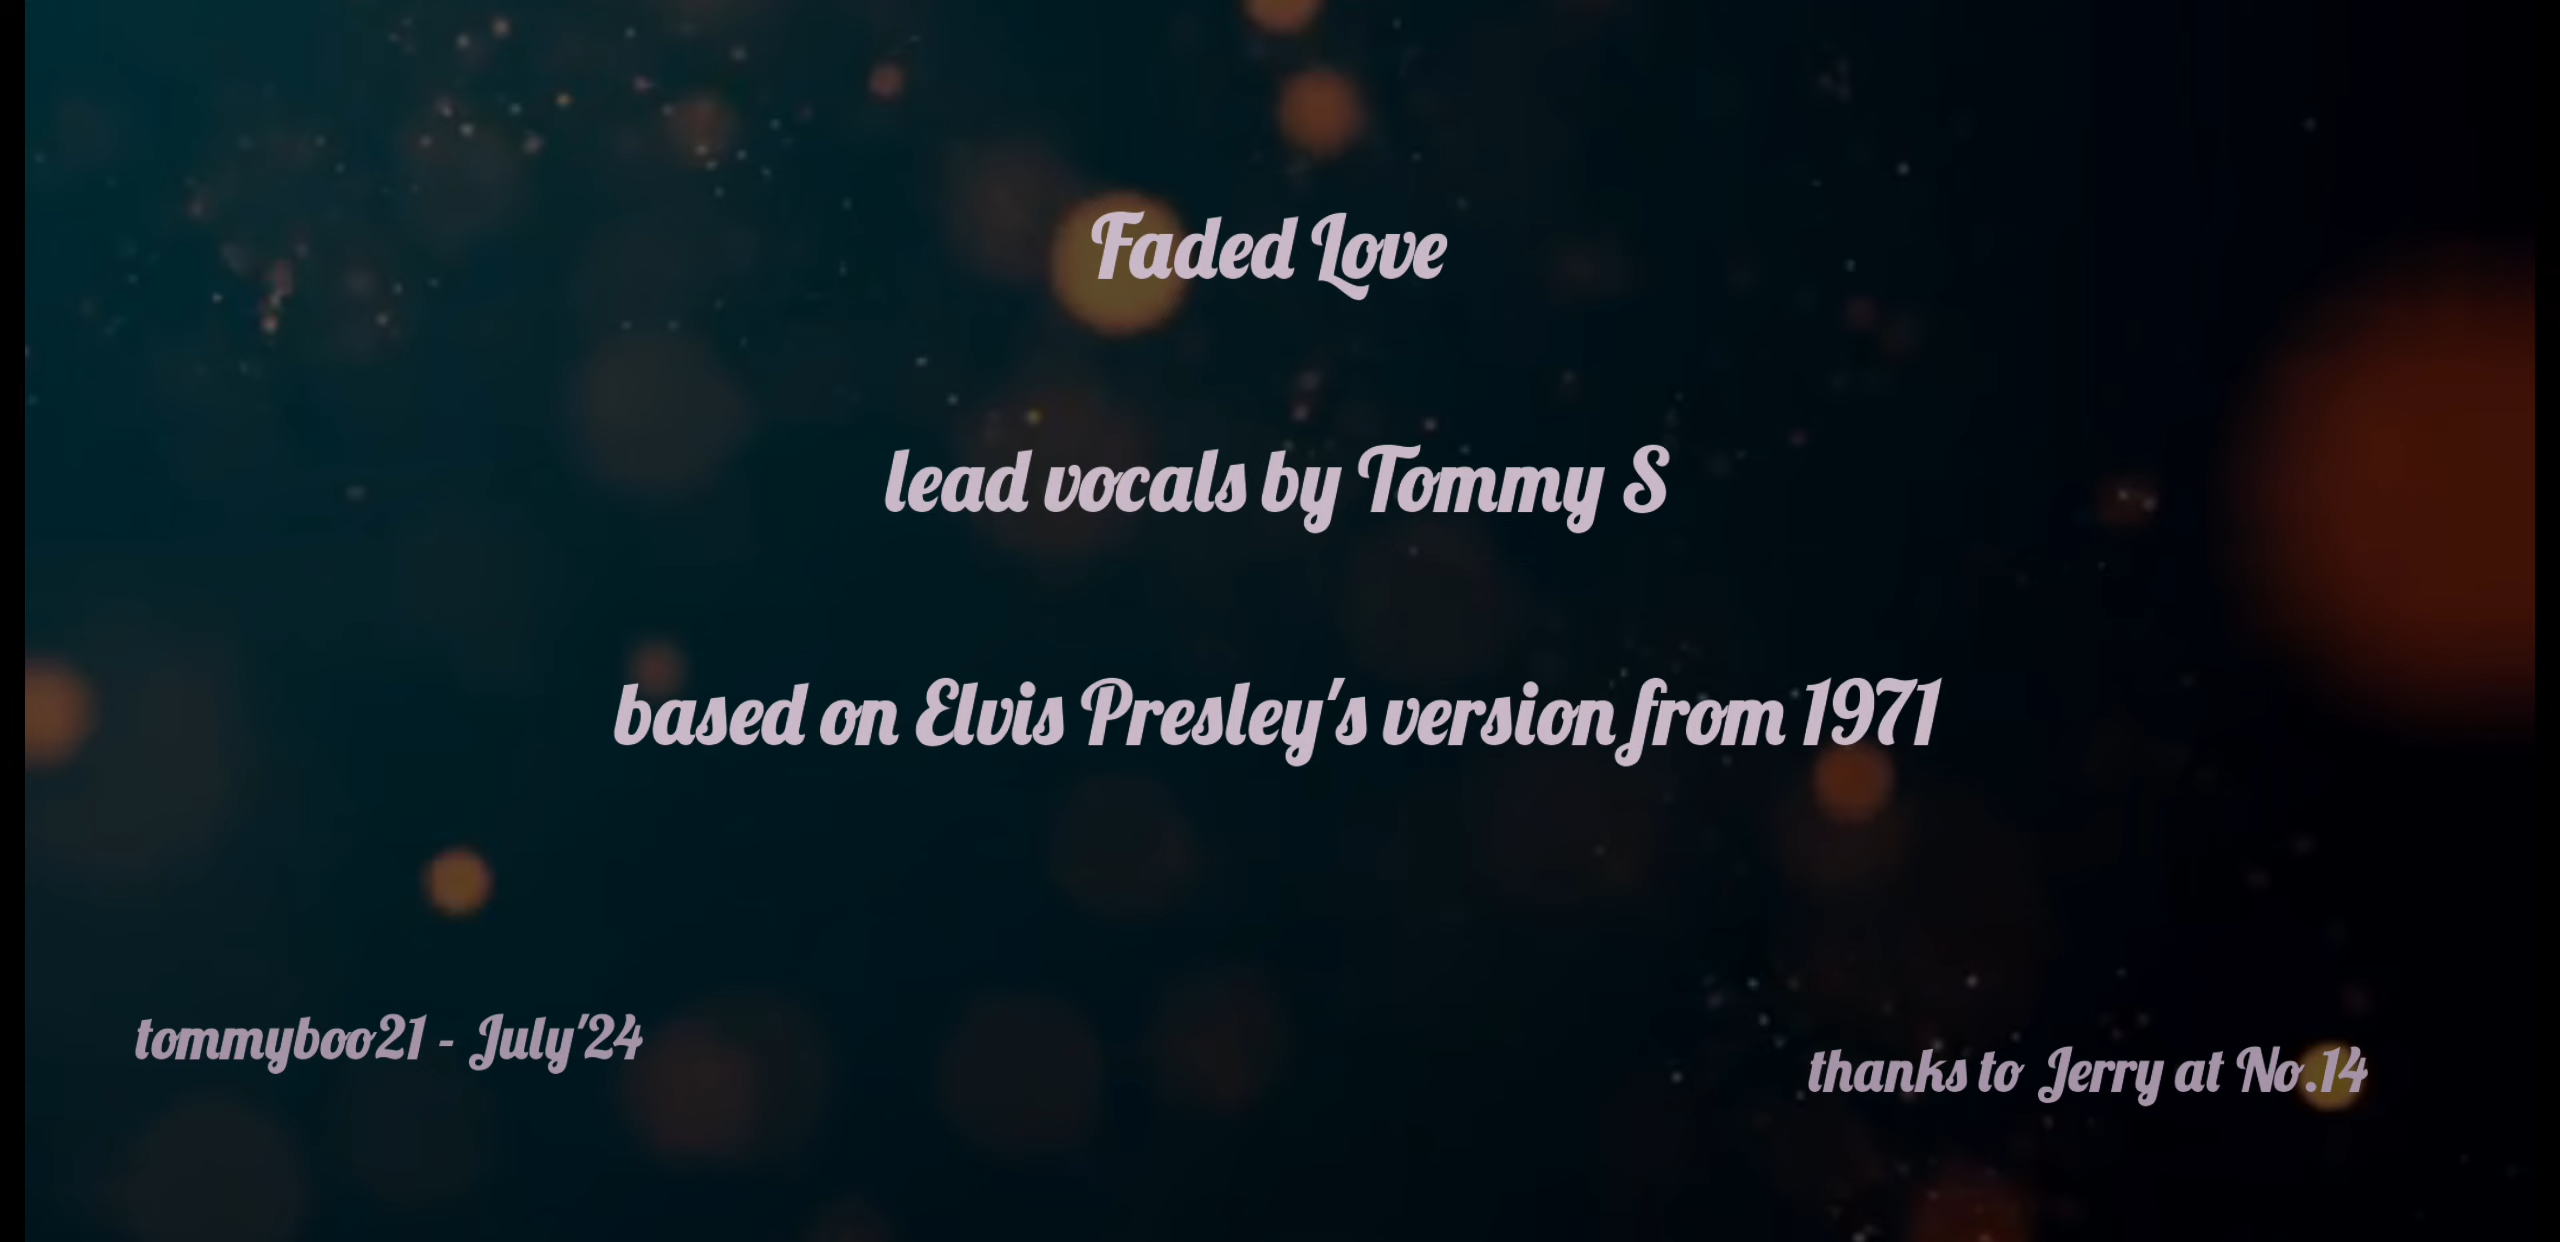 Faded Love
lead vocals by Tommy S
based on Elvis Presley's version from 1971
tommyboo21 - July'24
thanks to Jerry at No.14